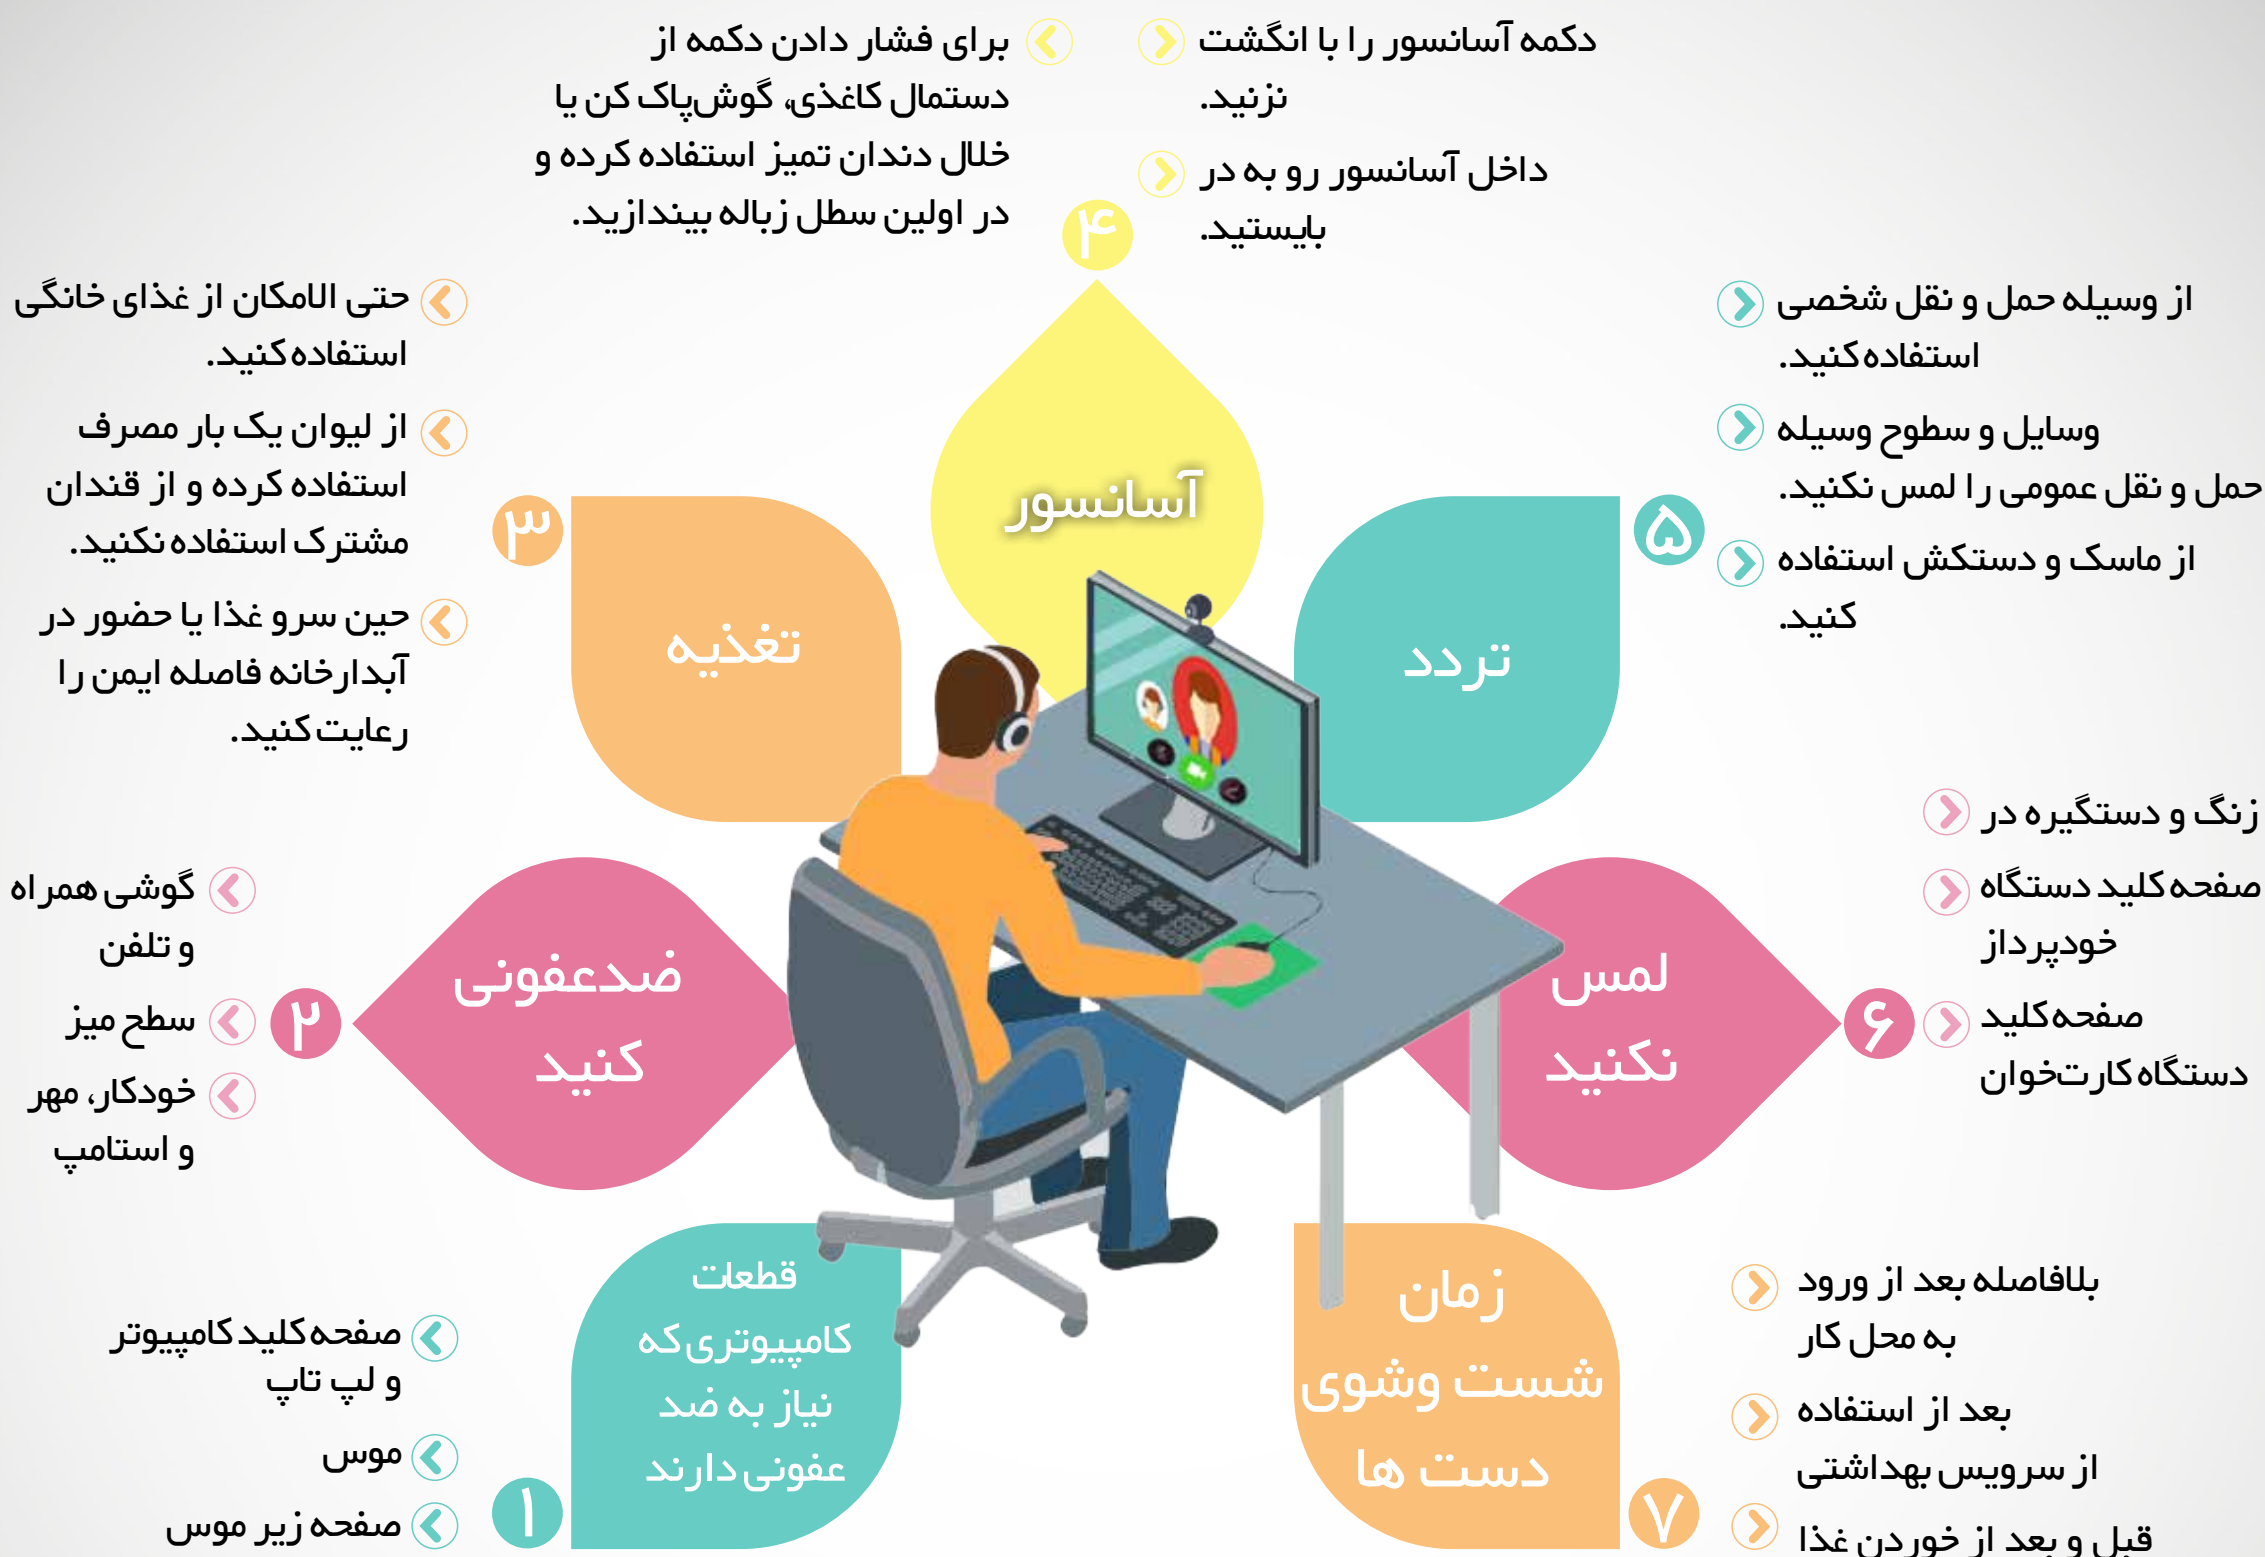 ۱
قطعات
کامپیوتری که
نیاز به ضد
عفونی دارند
صفحه کلید کامپیوتر
و لپ تاپ
موس
صفحه زیر موس
۲
ضدعفونی
کنید
گوشی همراه
و تلفن
سطح میز
خودکار، مهر
و استامپ
۳
تغذیه
حتی الامکان از غذای خانگی
استفاده کنید.
از لیوان یک بار مصرف
استفاده کرده و از قندان
مشترک استفاده نکنید.
حین سرو غذا یا حضور در
آبدارخانه فاصله ایمن را
رعایت کنید.
۴
آسانسور
دکمه آسانسور را با انگشت
نزنید.
داخل آسانسور رو به در
بایستید.
برای فشار دادن دکمه از
دستمال کاغذی، گوش‌پاک کن یا
خلال دندان تمیز استفاده کرده و
در اولین سطل زباله بیندازید.
۵
تردد
از وسیله حمل و نقل شخصی
استفاده کنید.
وسایل و سطوح وسیله
حمل و نقل عمومی را لمس نکنید.
از ماسک و دستکش استفاده
کنید.
۶
لمس
نکنید
زنگ و دستگیره در
صفحه کلید دستگاه
خودپرداز
صفحه کلید
دستگاه کارت‌خوان
۷
زمان
شست وشوی
دست ها
بلافاصله بعد از ورود
به محل کار
بعد از استفاده
از سرویس بهداشتی
قبل و بعد از خوردن غذا